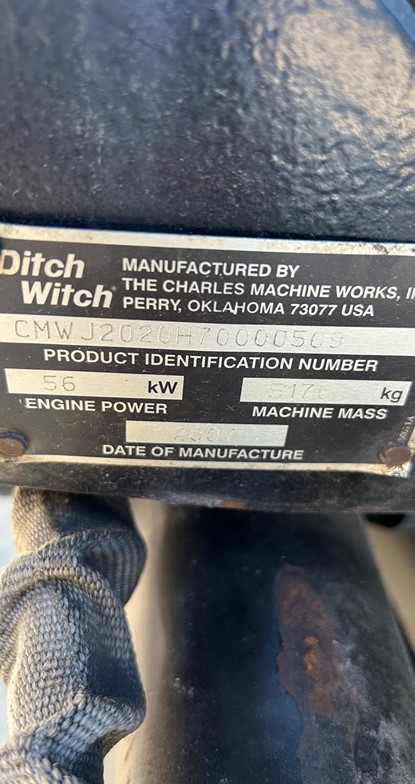 Ditch
Witch®
MANUFACTURED BY
THE CHARLES MACHINE WORKS,
PERRY, OKLAHOMA 73077 USA
PRODUCT IDENTIFICATION NUMBER
56 kW
kg
ENGINE POWER
MACHINE MASS
DATE OF MANUFACTURE